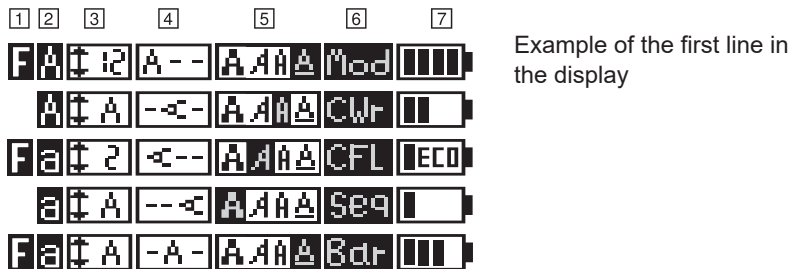 1 2 3 4 5 6 7
F A ↕ 12 A - - A A A A Mod
A ↕ A - A - A A A A CWr
F a ↕ 2 A - - A A A A CFL ECO
a ↕ A - - A A A A A Seq
F a ↕ A - A - A A A A Bdr
Example of the first line in
the display